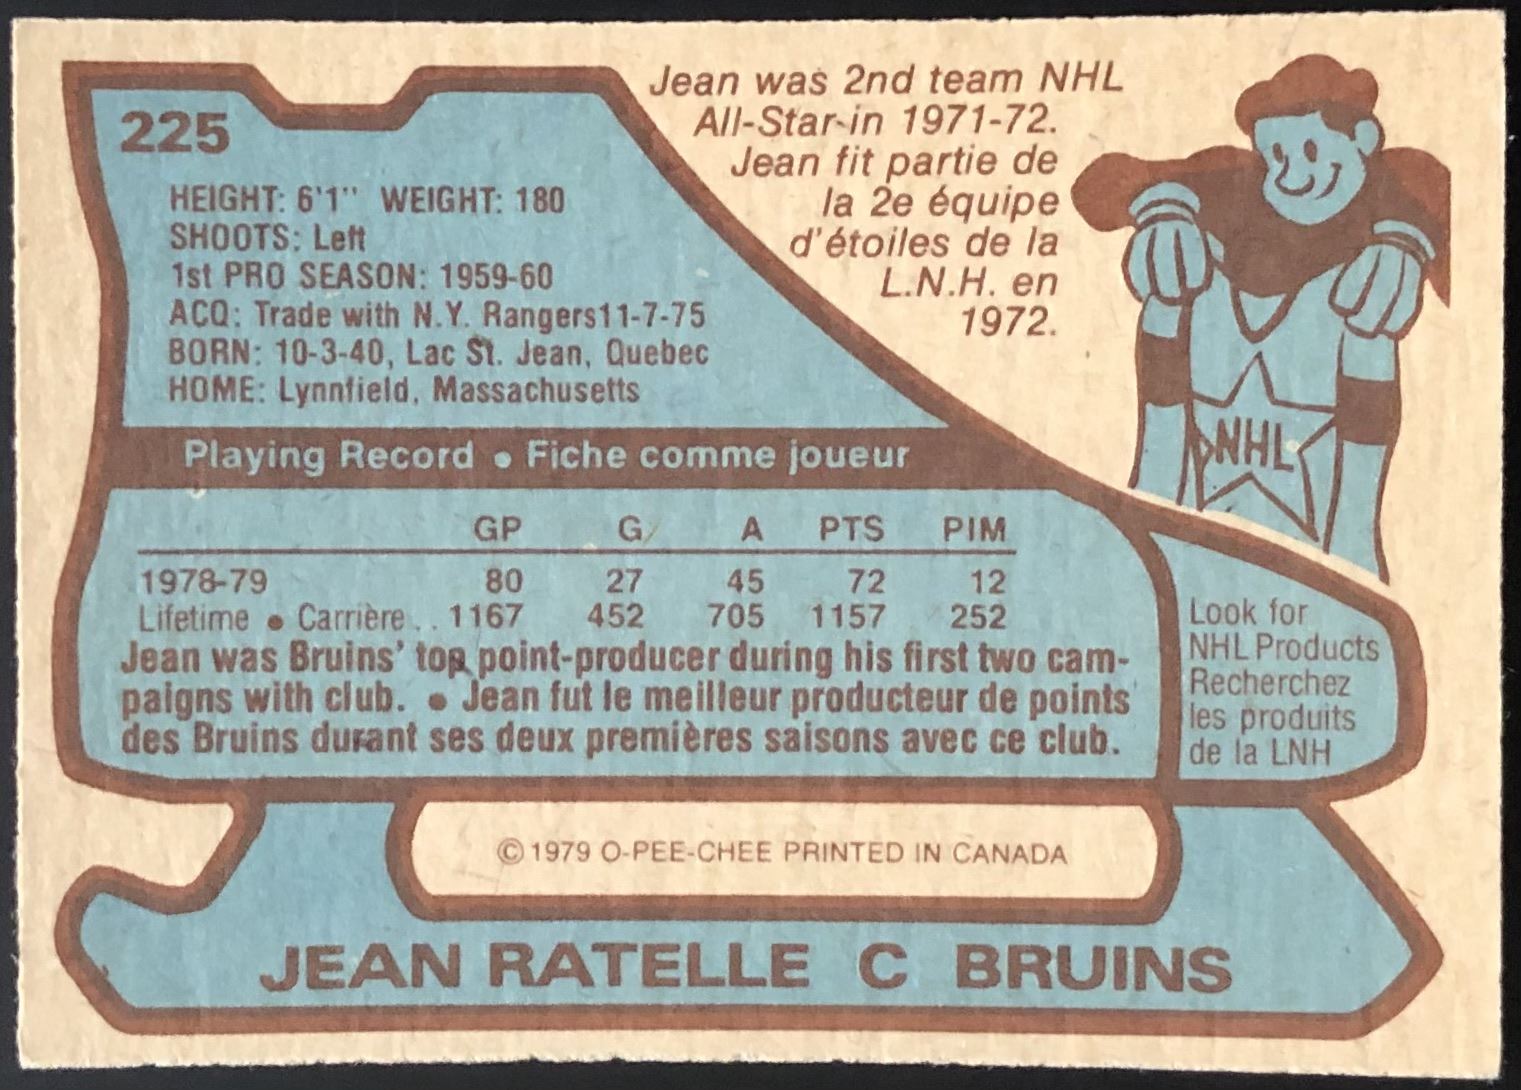 225
HEIGHT: 6'1" WEIGHT: 180
SHOOTS: Left
1st PRO SEASON: 1959-60
ACQ: Trade with N.Y. Rangers11-7-75
BORN: 10-3-40, Lac St. Jean, Quebec
HOME: Lynnfield, Massachusetts
Jean was 2nd team NHL
All-Star-in 1971-72.
Jean fit partie de
la 2e équipe
d'étoiles de la
L.N.H. en
1972.
NHL
Playing Record • Fiche comme joueur
GP G A PTS PIM
1978-79 80 27 45 72 12
Lifetime • Carrière .. 1167 452 705 1157 252
Jean was Bruins' top point-producer during his first two cam-
paigns with club. • Jean fut le meilleur producteur de points
des Bruins durant ses deux premières saisons avec ce club.
Look for
NHL Products
Recherchez
les produits
de la LNH
©1979 O-PEE-CHEE PRINTED IN CANADA
JEAN RATELLE C BRUINS